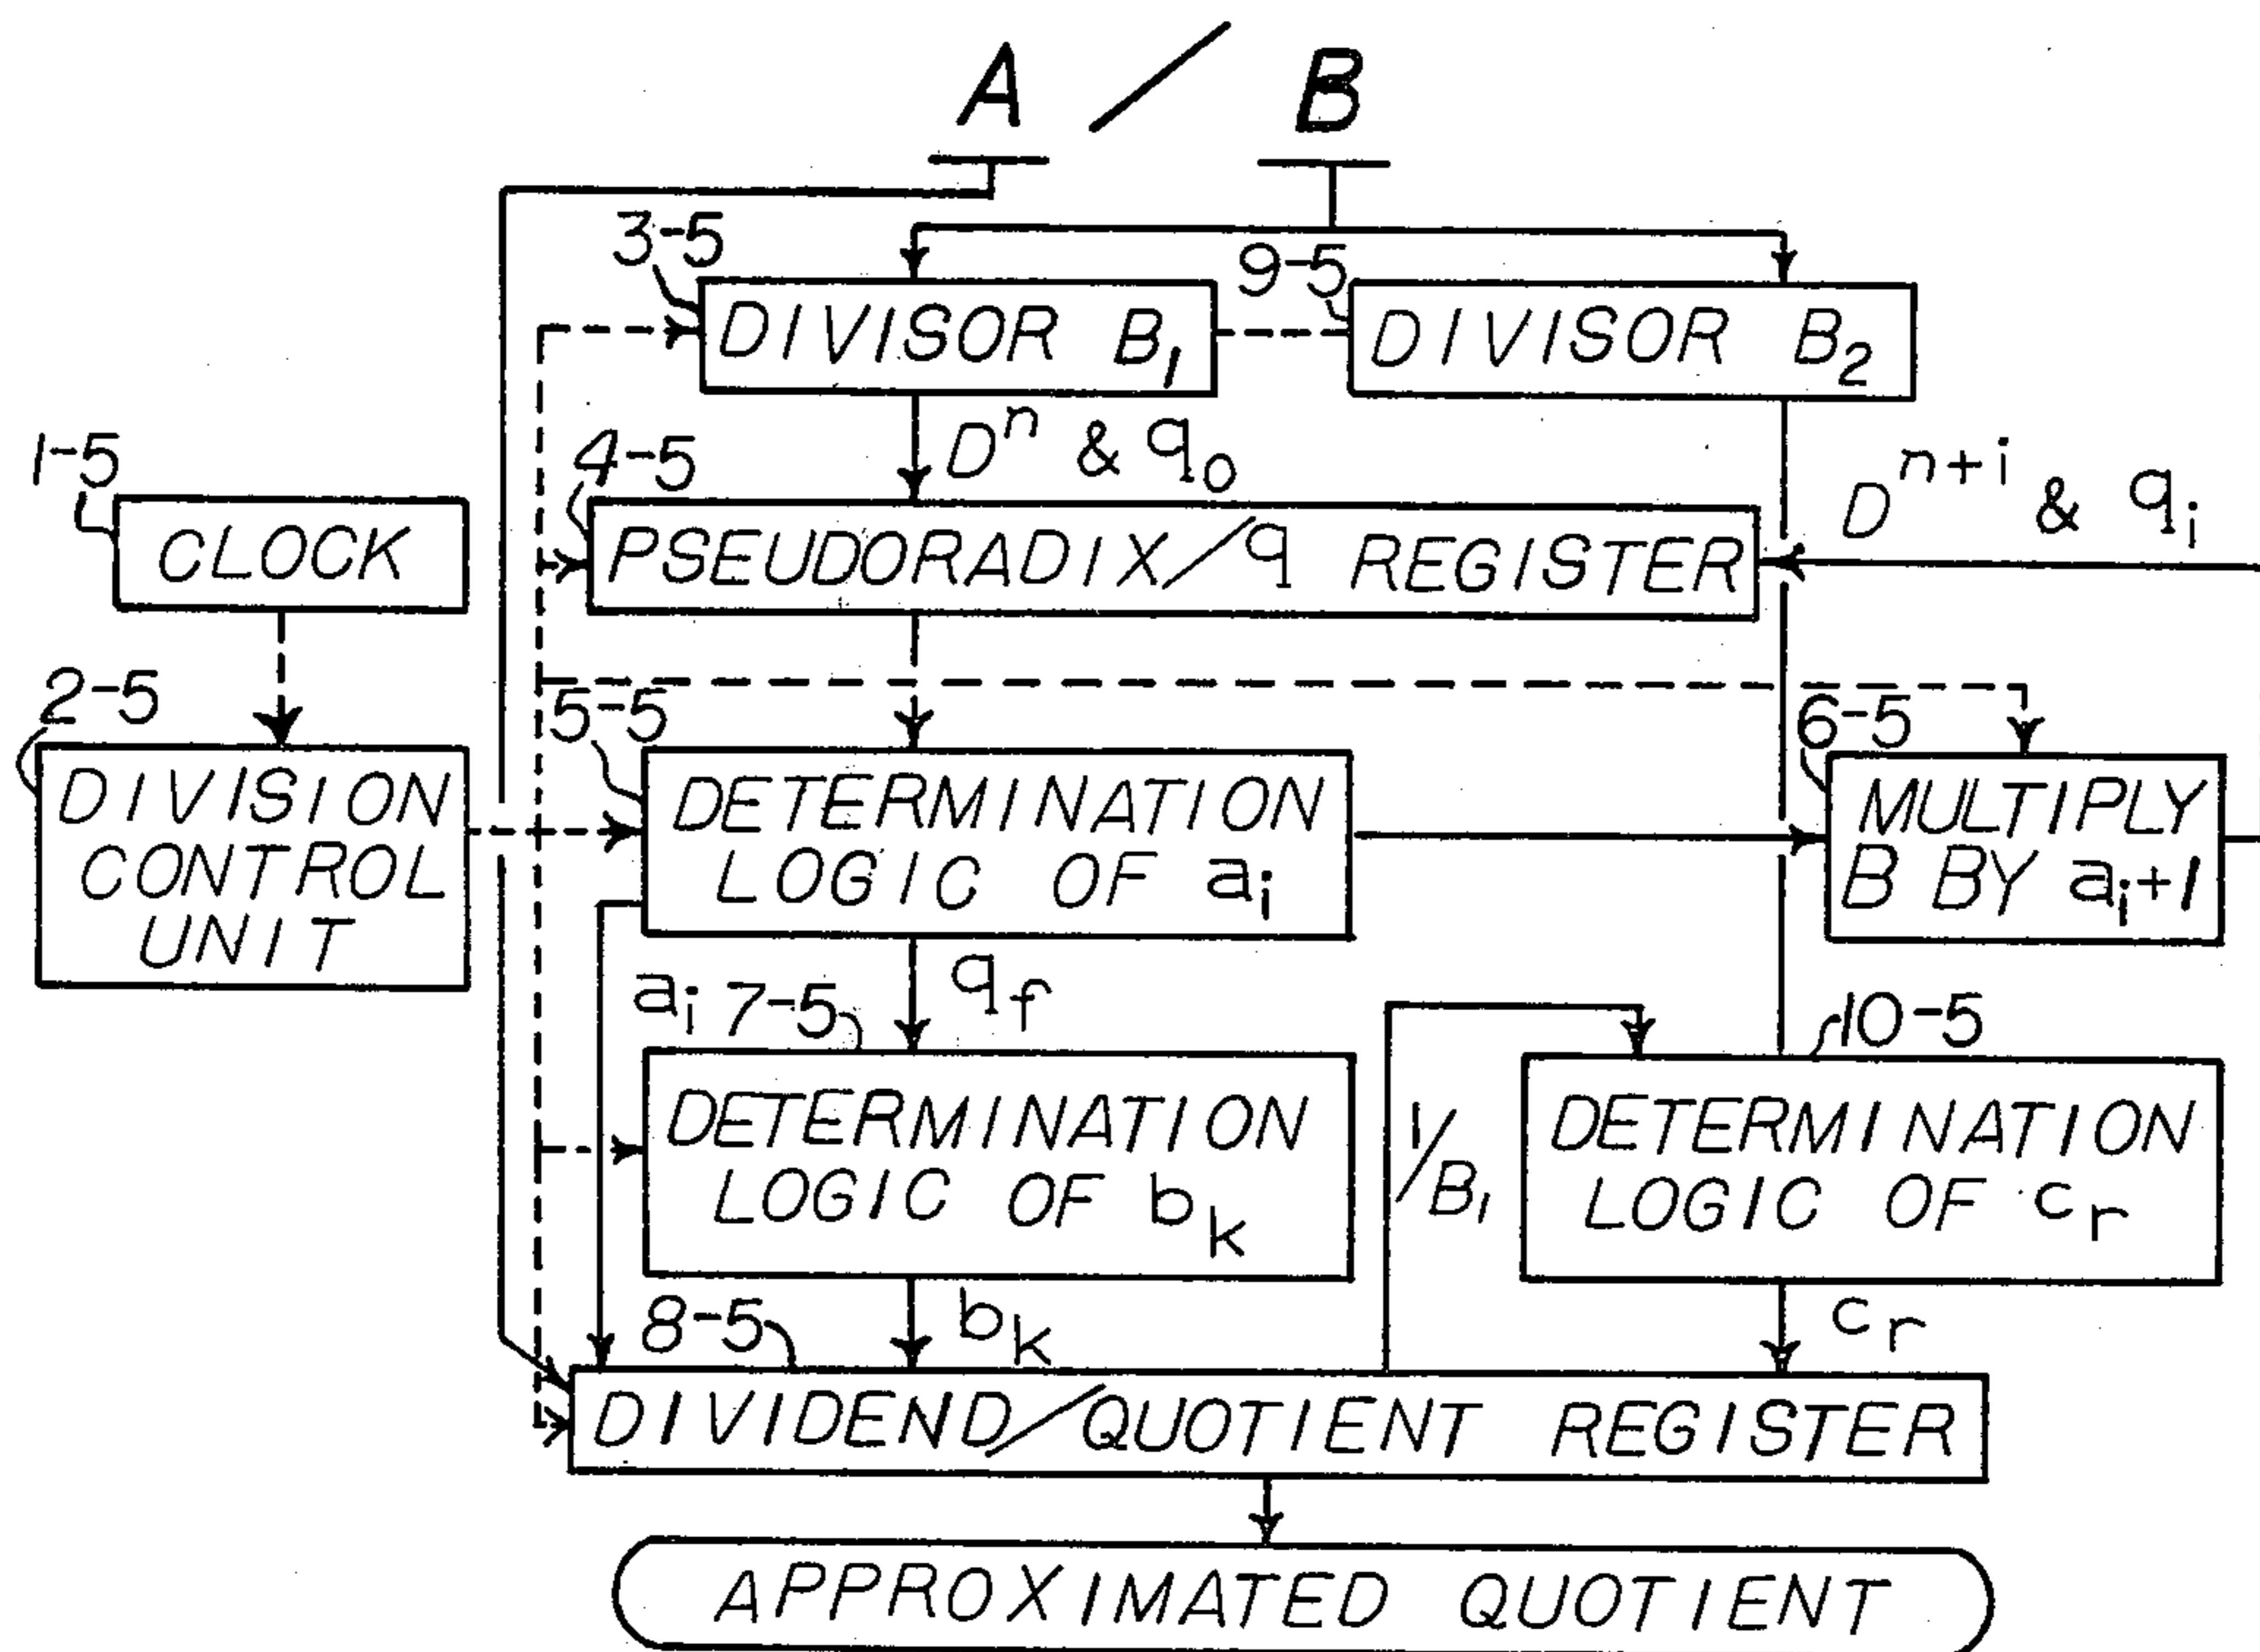 A / B
3-5
9-5
DIVISOR B₁
DIVISOR B₂
Dⁿ & q₀
Dⁿ⁺ⁱ & qᵢ
1-5
4-5
CLOCK
PSEUDORADIX/q REGISTER
2-5
5-5
6-5
DIVISION
CONTROL
UNIT
DETERMINATION
LOGIC OF aᵢ
MULTIPLY
B BY aᵢ+1
aᵢ
7-5
q_f
10-5
DETERMINATION
LOGIC OF bₖ
1/B₁
DETERMINATION
LOGIC OF cᵣ
8-5
bₖ
cᵣ
DIVIDEND/QUOTIENT REGISTER
APPROXIMATED QUOTIENT